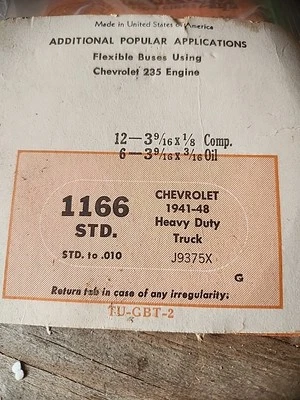 Made in United States of America
ADDITIONAL POPULAR APPLICATIONS
Flexible Buses Using
Chevrolet 235 Engine
12—3 9/16 x 1/8 Comp.
6—3 9/16 x 3/16 Oil
1166
STD.
STD. to .010
CHEVROLET
1941-48
Heavy Duty
Truck
J9375X
G
Return tab in case of any irregularity:
TU-GBT-2